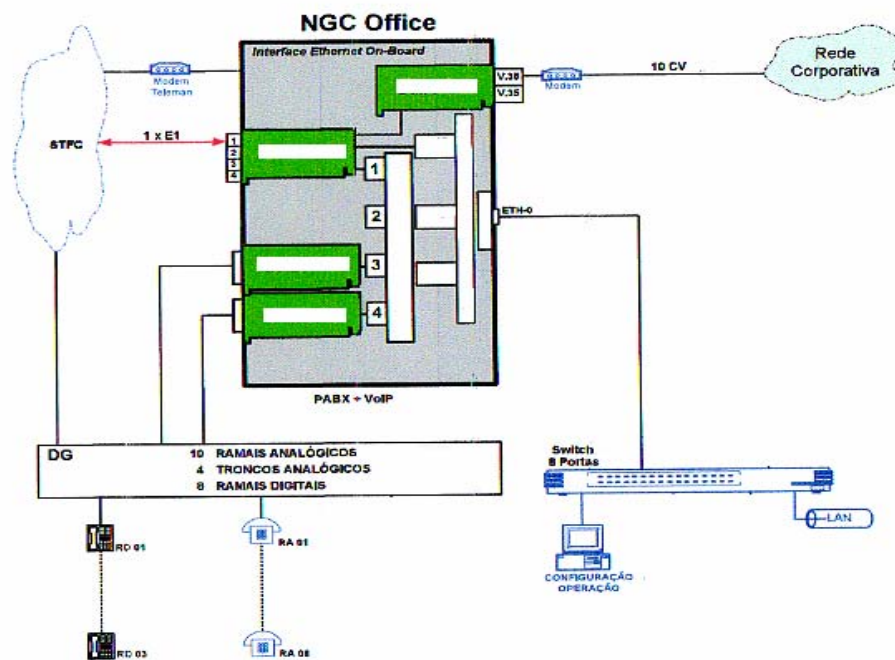 NGC Office
Interface Ethernet On-Board
Modem
Teleman
V.36
V.35
Modem
10 CV
Rede
Corporativa
STFC
1 x E1
1
2
3
4
1
2
3
4
ETH-0
PABX + VoIP
DG
10 RAMAIS ANALÓGICOS
4 TRONCOS ANALÓGICOS
8 RAMAIS DIGITAIS
Switch
8 Portas
LAN
RD 01
RA 01
CONFIGURAÇÃO
OPERAÇÃO
RD 03
RA 08